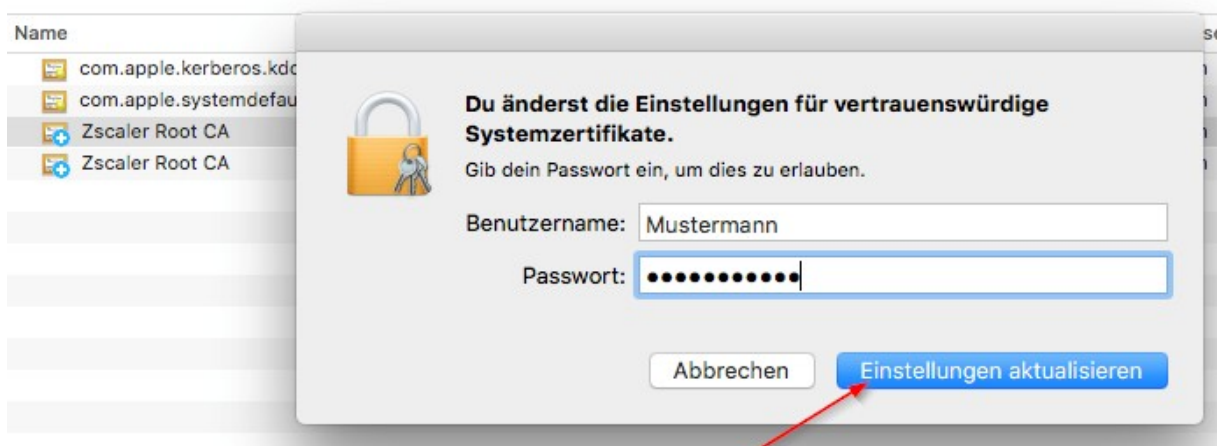 Name
com.apple.kerberos.kdc
com.apple.systemdefau
Zscaler Root CA
Zscaler Root CA
Du änderst die Einstellungen für vertrauenswürdige
Systemzertifikate.
Gib dein Passwort ein, um dies zu erlauben.
Benutzername: Mustermann
Passwort: ●●●●●●●●●●●
Abbrechen Einstellungen aktualisieren